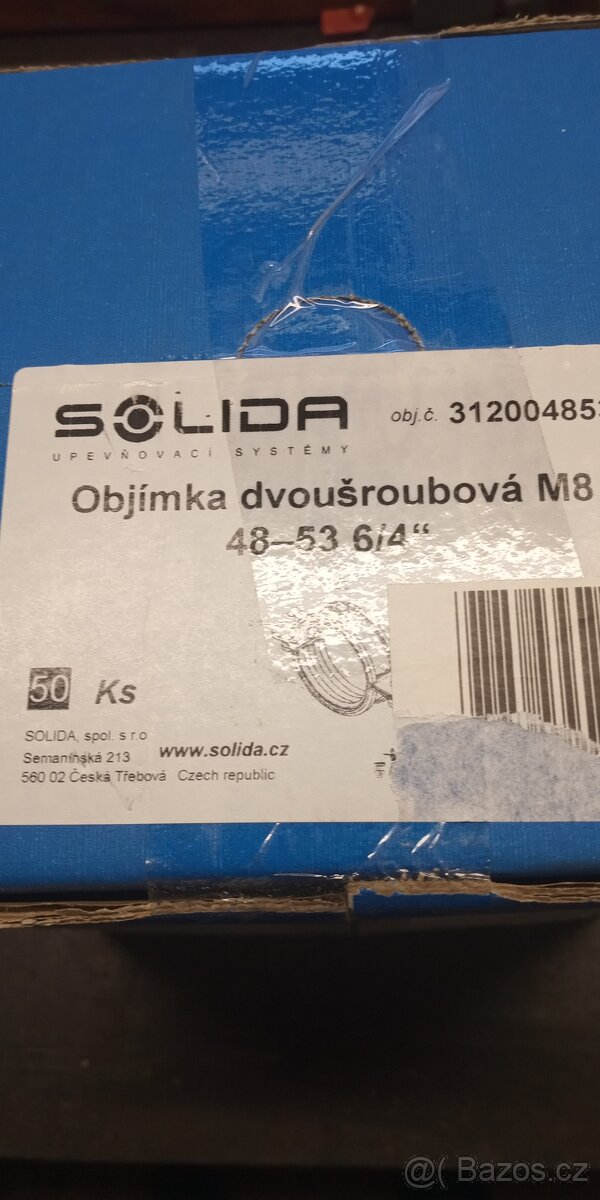 SOLIDA obj.č. 312004853
UPEVŇOVACÍ SYSTÉMY
Objímka dvoušroubová M8
48–53 6/4“
50 Ks
SOLIDA, spol. s r.o
Semanínská 213 www.solida.cz
560 02 Česká Třebová Czech republic
@( Bazos.cz